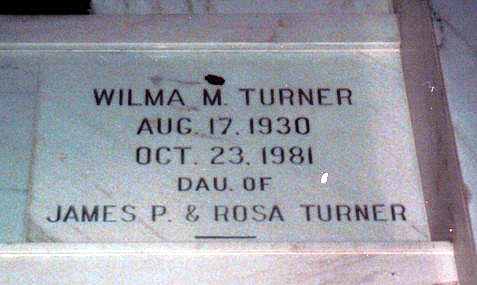 WILMA M. TURNER
AUG. 17. 1930
OCT. 23. 1981
DAU. OF
JAMES P. & ROSA TURNER